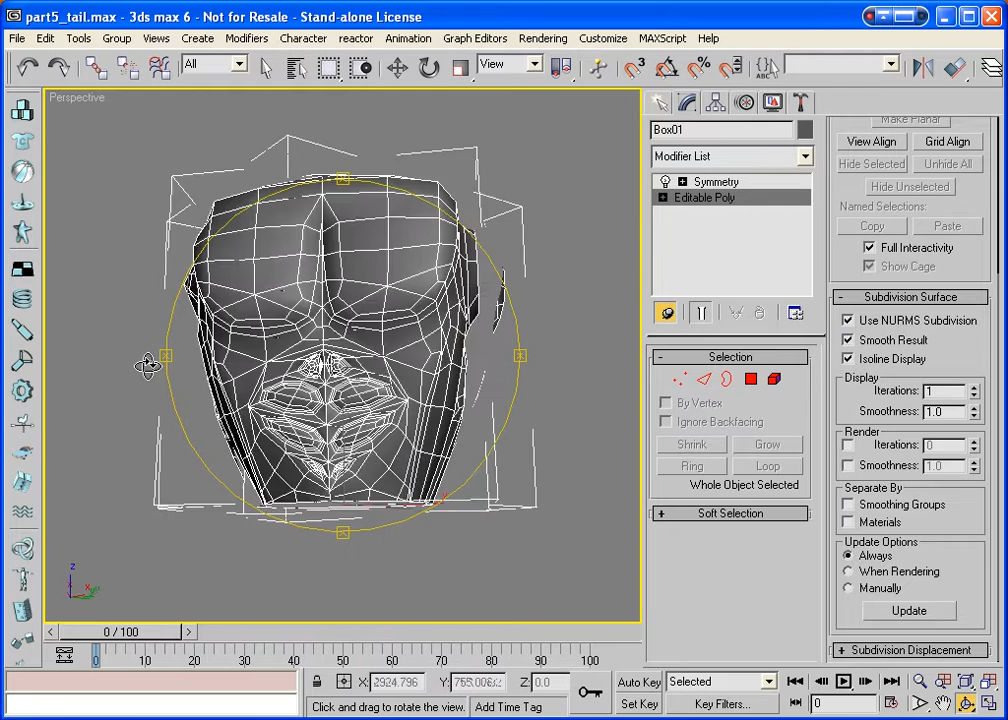 part5_tail.max - 3ds max 6 - Not for Resale - Stand-alone License
File Edit Tools Group Views Create Modifiers Character reactor Animation Graph Editors Rendering Customize MAXScript Help
All
View
Perspective
Box01
Modifier List
Symmetry
Editable Poly
Selection
By Vertex
Ignore Backfacing
Shrink Grow
Ring Loop
Whole Object Selected
Soft Selection
Make Planar
View Align Grid Align
Hide Selected Unhide All
Hide Unselected
Named Selections:
Copy Paste
Full Interactivity
Show Cage
Subdivision Surface
Use NURMS Subdivision
Smooth Result
Isoline Display
Display
Iterations: 1
Smoothness: 1.0
Render
Iterations: 0
Smoothness: 1.0
Separate By
Smoothing Groups
Materials
Update Options
Always
When Rendering
Manually
Update
Subdivision Displacement
z
x
y
0 / 100
0 10 20 30 40 50 60 70 80 90 100
X: Y: Z: 0.0
Auto Key Selected
Set Key Key Filters... 0
Click and drag to rotate the view. Add Time Tag